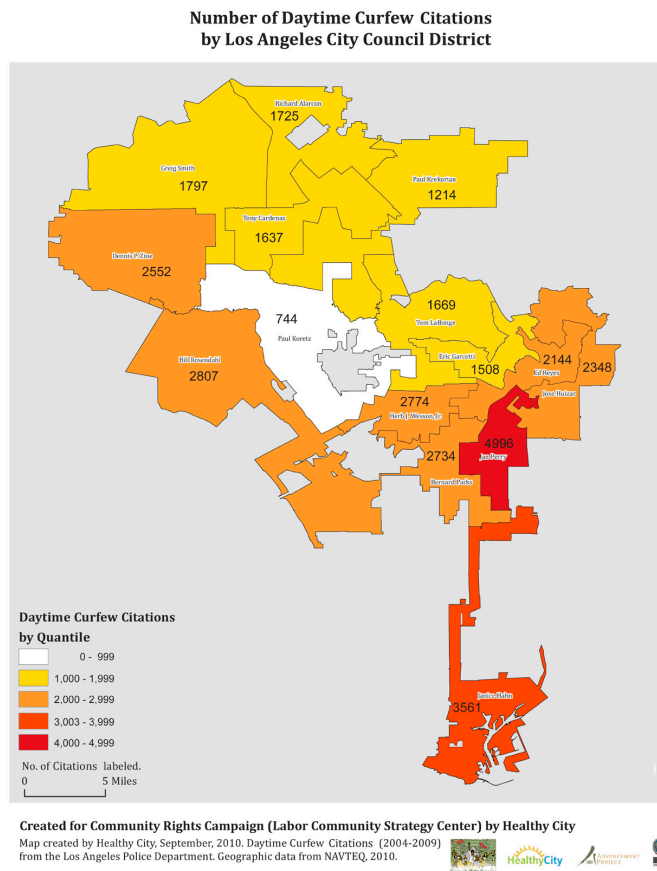 Number of Daytime Curfew Citations
by Los Angeles City Council District
Richard Alarcon
1725
Greig Smith
1797
Paul Krekorian
1214
Tony Cardenas
1637
Dennis P. Zine
2552
744
Paul Koretz
1669
Tom LaBonge
Eric Garcetti
1508
2144
Ed Reyes
2348
Jose Huizar
Bill Rosendahl
2807
2774
Herb J. Wesson, Jr.
4996
Jan Perry
2734
Bernard Parks
Janice Hahn
3561
Daytime Curfew Citations
by Quantile
0 - 999
1,000 - 1,999
2,000 - 2,999
3,003 - 3,999
4,000 - 4,999
No. of Citations labeled.
0 5 Miles
Created for Community Rights Campaign (Labor Community Strategy Center) by Healthy City
Map created by Healthy City, September, 2010. Daytime Curfew Citations (2004-2009)
from the Los Angeles Police Department. Geographic data from NAVTEQ, 2010.
HealthyCity
ADVANCEMENT
PROJECT